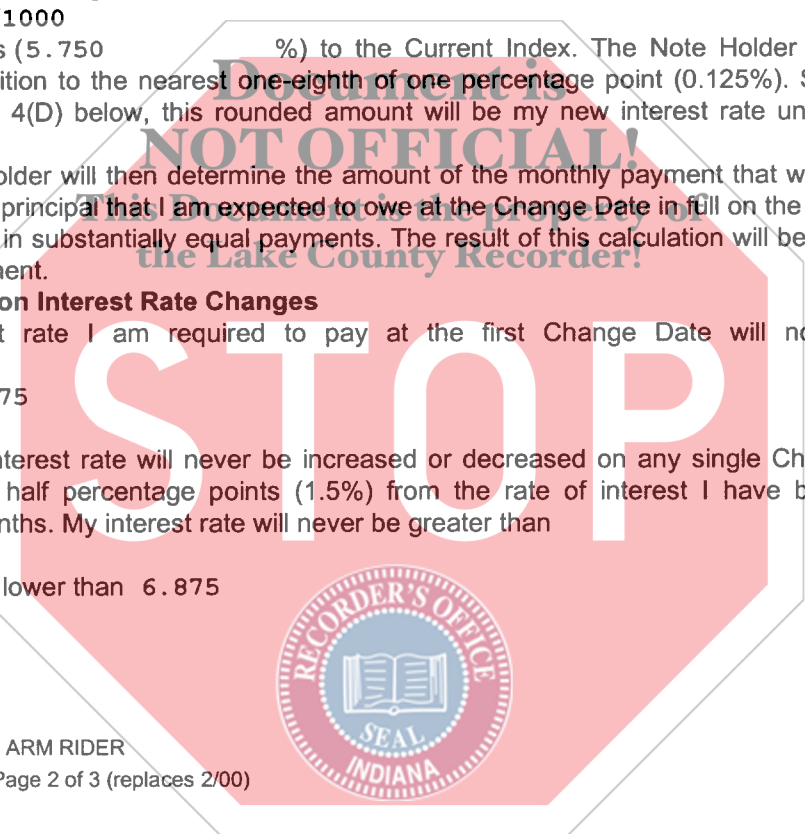 /1000
s (5.750 %) to the Current Index. The Note Holder
ition to the nearest one-eighth of one percentage point (0.125%). S
Document is
4(D) below, this rounded amount will be my new interest rate un
NOT OFFICIAL!
older will then determine the amount of the monthly payment that w
principal that I am expected to owe at the Change Date in full on the
This Document is the property of
in substantially equal payments. The result of this calculation will be
the Lake County Recorder!
ent.
on Interest Rate Changes
t rate I am required to pay at the first Change Date will no
75
STOP
nterest rate will never be increased or decreased on any single Ch
half percentage points (1.5%) from the rate of interest I have b
nths. My interest rate will never be greater than
lower than 6.875
RECORDER'S OFFICE
SEAL
INDIANA
ARM RIDER
Page 2 of 3 (replaces 2/00)